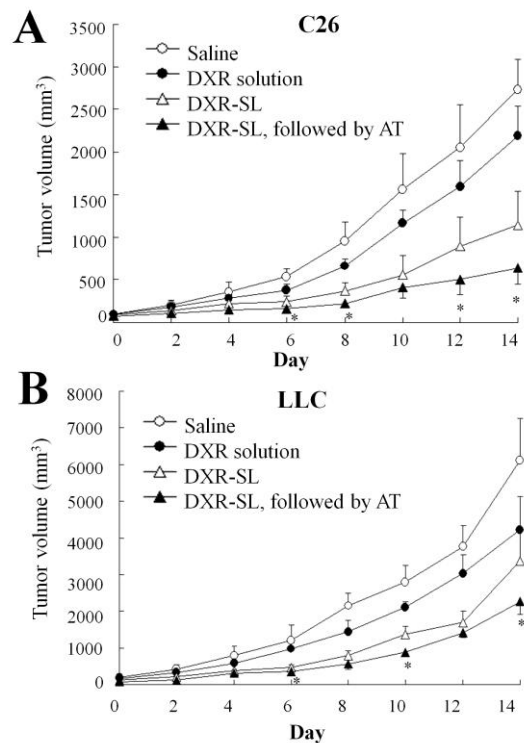 A
C26
Saline
DXR solution
DXR-SL
DXR-SL, followed by AT
Tumor volume (mm³)
3500
3000
2500
2000
1500
1000
500
0
0 2 4 6 8 10 12 14
* * * *
Day
B
LLC
Saline
DXR solution
DXR-SL
DXR-SL, followed by AT
Tumor volume (mm³)
8000
7000
6000
5000
4000
3000
2000
1000
0
* * *
0 2 4 6 8 10 12 14
Day